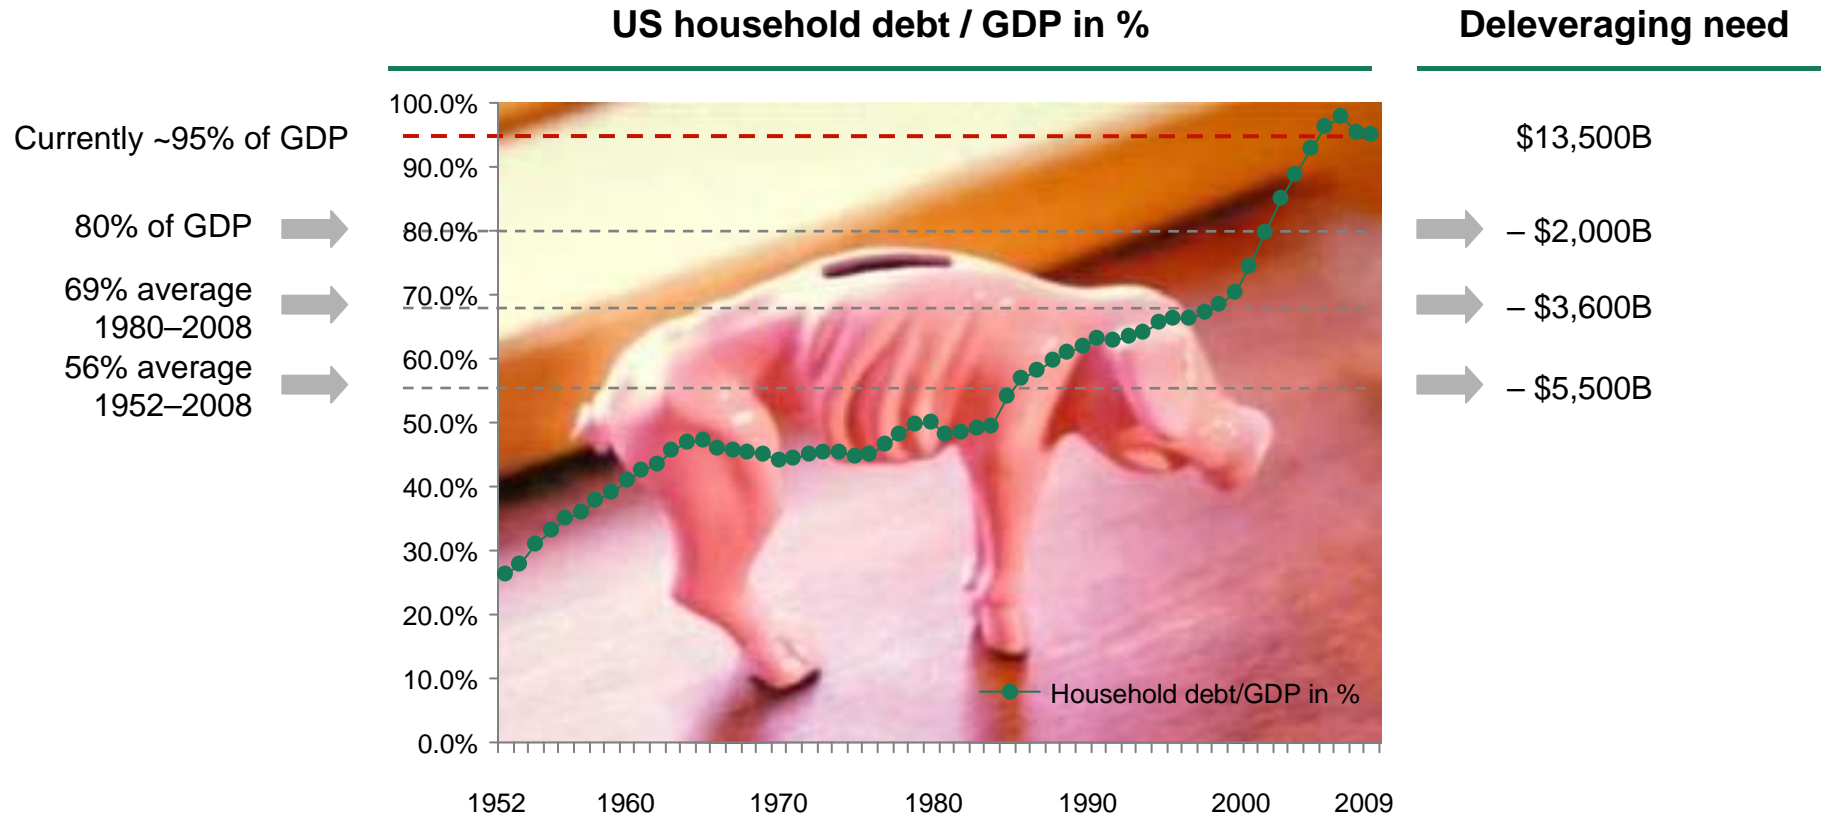 US household debt / GDP in %
Deleveraging need
100.0%
Currently ~95% of GDP
$13,500B
90.0%
80% of GDP
80.0%
– $2,000B
69% average
1980–2008
70.0%
– $3,600B
60.0%
56% average
1952–2008
– $5,500B
50.0%
40.0%
30.0%
20.0%
10.0%
Household debt/GDP in %
0.0%
1952 1960 1970 1980 1990 2000 2009